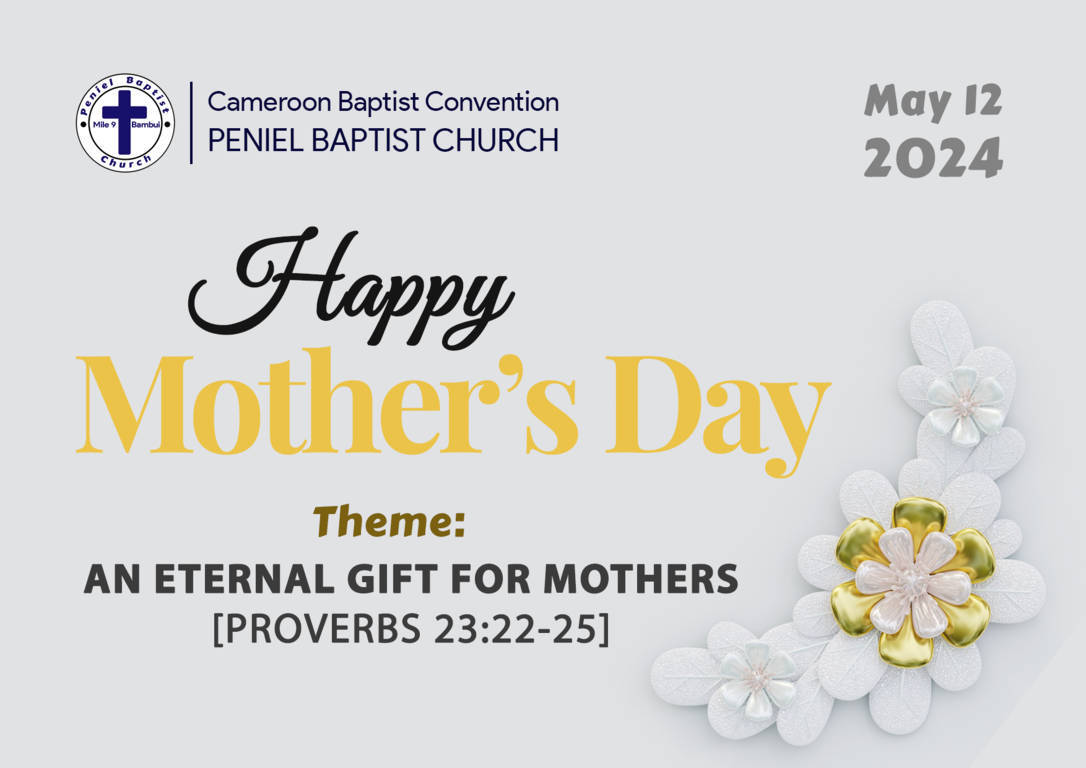 Peniel Baptist
Mile 9 Bambui
Church
Cameroon Baptist Convention
PENIEL BAPTIST CHURCH
May 12
2024
Happy
Mother's Day
Theme:
AN ETERNAL GIFT FOR MOTHERS
[PROVERBS 23:22-25]